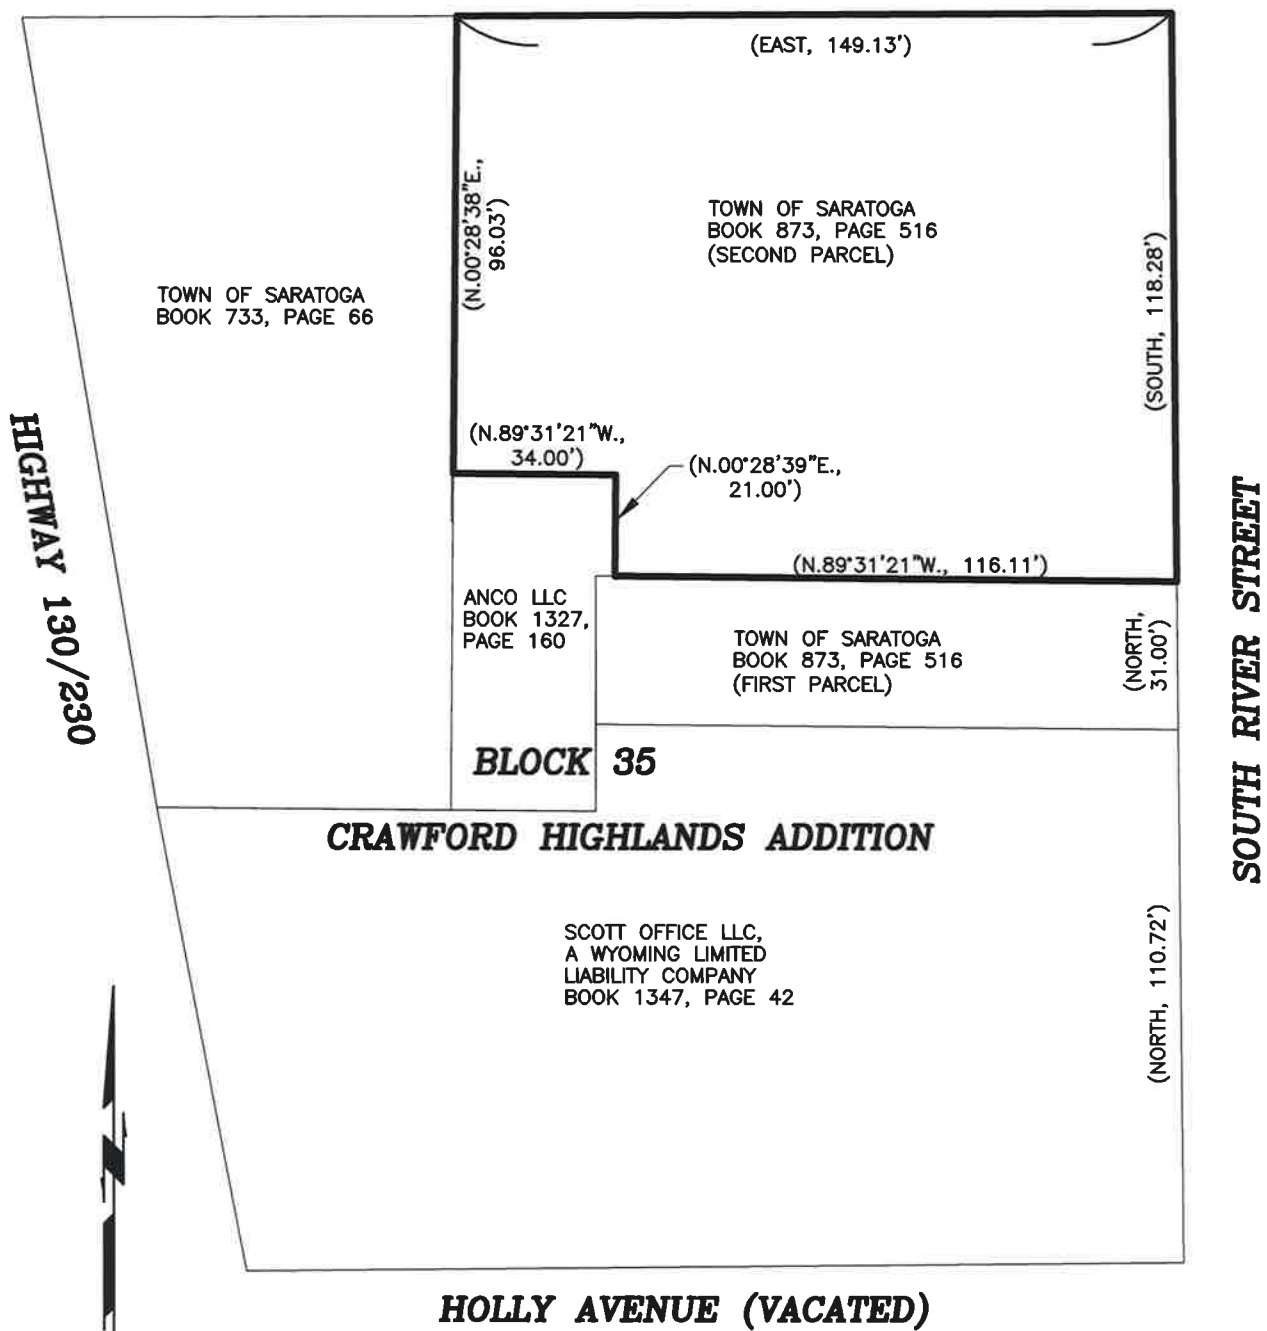 (EAST, 149.13')
(N.00°28'38"E.,
96.03')
TOWN OF SARATOGA
BOOK 873, PAGE 516
(SECOND PARCEL)
(SOUTH, 118.28')
TOWN OF SARATOGA
BOOK 733, PAGE 66
(N.89°31'21"W.,
34.00')
(N.00°28'39"E.,
21.00')
HIGHWAY 130/230
(N.89°31'21"W., 116.11')
SOUTH RIVER STREET
ANCO LLC
BOOK 1327,
PAGE 160
TOWN OF SARATOGA
BOOK 873, PAGE 516
(FIRST PARCEL)
(NORTH,
31.00')
BLOCK 35
CRAWFORD HIGHLANDS ADDITION
SCOTT OFFICE LLC,
A WYOMING LIMITED
LIABILITY COMPANY
BOOK 1347, PAGE 42
(NORTH, 110.72')
N
HOLLY AVENUE (VACATED)